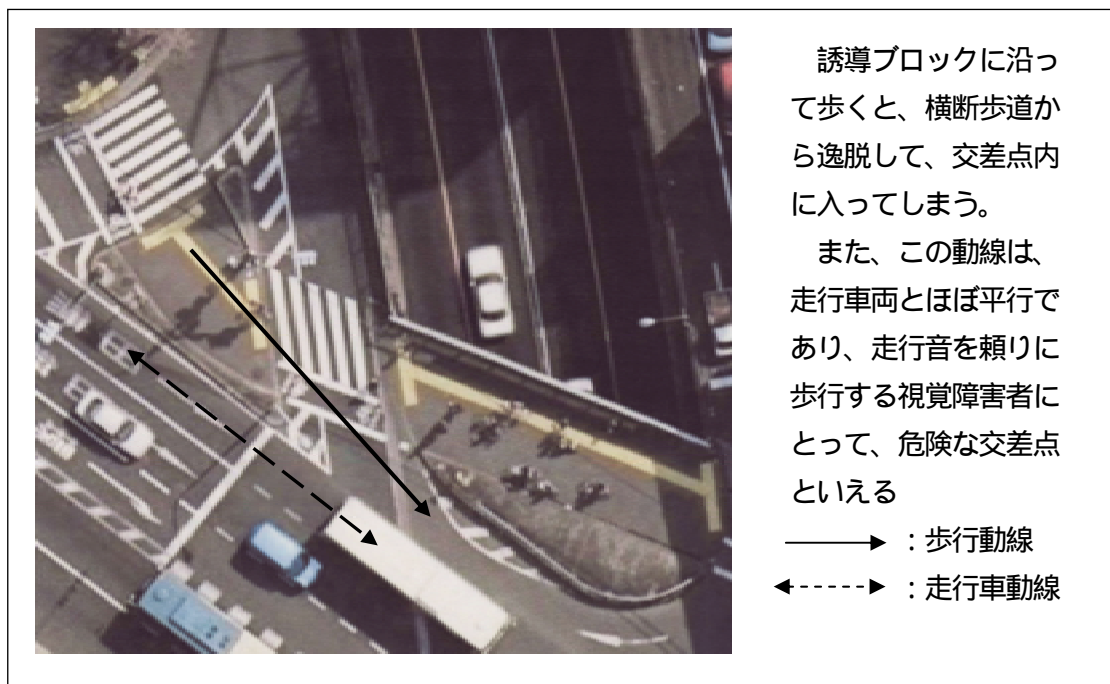 誘導ブロックに沿っ
て歩くと、横断歩道か
ら逸脱して、交差点内
に入ってしまう。
　また、この動線は、
走行車両とほぼ平行で
あり、走行音を頼りに
歩行する視覚障害者に
とって、危険な交差点
といえる
：歩行動線
：走行車動線